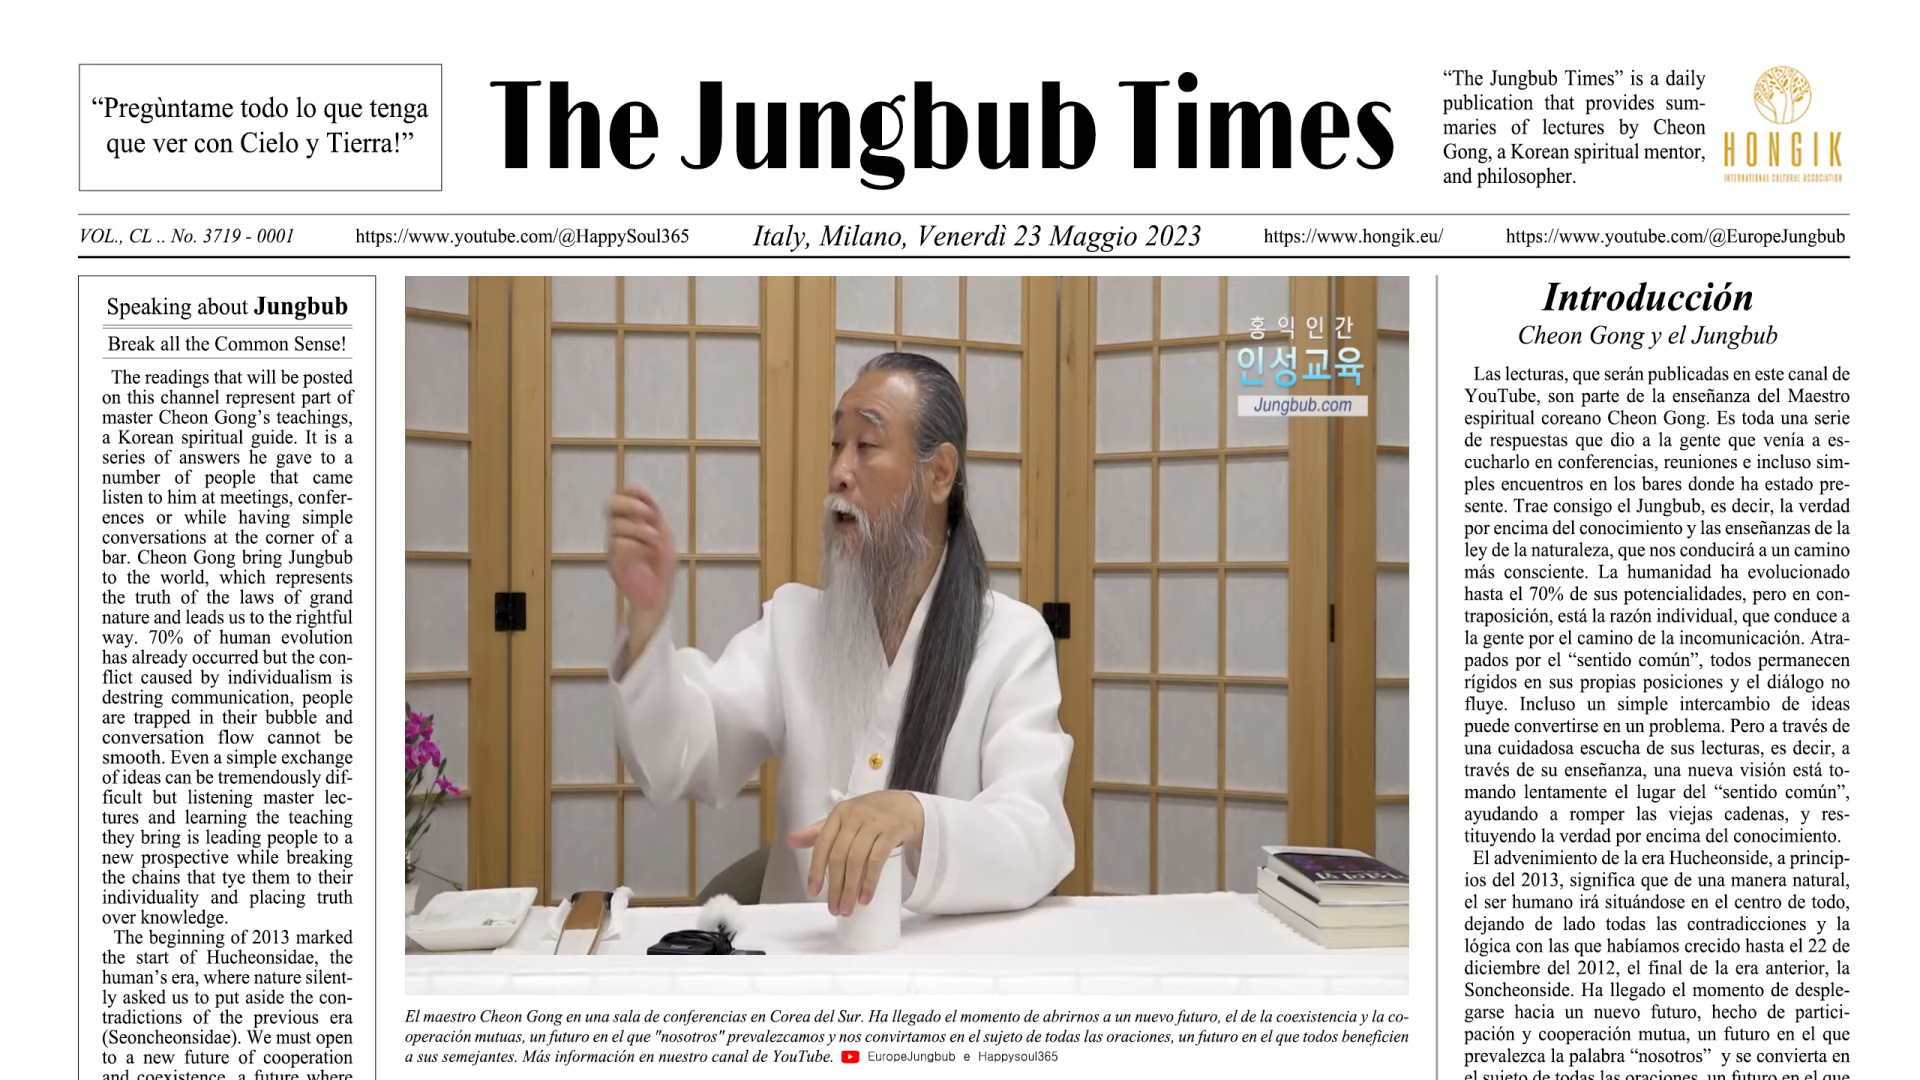 “Pregùntame todo lo que tenga
que ver con Cielo y Tierra!”
The Jungbub Times
“The Jungbub Times” is a daily
publication that provides sum-
maries of lectures by Cheon
Gong, a Korean spiritual mentor,
and philosopher.
HONGIK
INTERNATIONAL CULTURAL ASSOCIATION
VOL., CL .. No. 3719 - 0001
https://www.youtube.com/@HappySoul365
Italy, Milano, Venerdì 23 Maggio 2023
https://www.hongik.eu/
https://www.youtube.com/@EuropeJungbub
Speaking about Jungbub
Break all the Common Sense!
The readings that will be posted
on this channel represent part of
master Cheon Gong’s teachings,
a Korean spiritual guide. It is a
series of answers he gave to a
number of people that came
listen to him at meetings, confer-
ences or while having simple
conversations at the corner of a
bar. Cheon Gong bring Jungbub
to the world, which represents
the truth of the laws of grand
nature and leads us to the rightful
way. 70% of human evolution
has already occurred but the con-
flict caused by individualism is
destring communication, people
are trapped in their bubble and
conversation flow cannot be
smooth. Even a simple exchange
of ideas can be tremendously dif-
ficult but listening master lec-
tures and learning the teaching
they bring is leading people to a
new prospective while breaking
the chains that tye them to their
individuality and placing truth
over knowledge.
The beginning of 2013 marked
the start of Hucheonsidae, the
human’s era, where nature silent-
ly asked us to put aside the con-
tradictions of the previous era
(Seoncheonsidae). We must open
to a new future of cooperation
and coexistence, a future where
홍익인간
인성교육
Jungbub.com
El maestro Cheon Gong en una sala de conferencias en Corea del Sur. Ha llegado el momento de abrirnos a un nuevo futuro, el de la coexistencia y la co-
operación mutuas, un futuro en el que "nosotros" prevalezcamos y nos convirtamos en el sujeto de todas las oraciones, un futuro en el que todos beneficien
a sus semejantes. Más información en nuestro canal de YouTube. EuropeJungbub e Happysoul365
Introducción
Cheon Gong y el Jungbub
Las lecturas, que serán publicadas en este canal de
YouTube, son parte de la enseñanza del Maestro
espiritual coreano Cheon Gong. Es toda una serie
de respuestas que dio a la gente que venía a es-
cucharlo en conferencias, reuniones e incluso sim-
ples encuentros en los bares donde ha estado pre-
sente. Trae consigo el Jungbub, es decir, la verdad
por encima del conocimiento y las enseñanzas de la
ley de la naturaleza, que nos conducirá a un camino
más consciente. La humanidad ha evolucionado
hasta el 70% de sus potencialidades, pero en con-
traposición, está la razón individual, que conduce a
la gente por el camino de la incomunicación. Atra-
pados por el “sentido común”, todos permanecen
rígidos en sus propias posiciones y el diálogo no
fluye. Incluso un simple intercambio de ideas
puede convertirse en un problema. Pero a través de
una cuidadosa escucha de sus lecturas, es decir, a
través de su enseñanza, una nueva visión está to-
mando lentamente el lugar del “sentido común”,
ayudando a romper las viejas cadenas, y res-
tituyendo la verdad por encima del conocimiento.
El advenimiento de la era Hucheonside, a princip-
ios del 2013, significa que de una manera natural,
el ser humano irá situándose en el centro de todo,
dejando de lado todas las contradicciones y la
lógica con las que habíamos crecido hasta el 22 de
diciembre del 2012, el final de la era anterior, la
Soncheonside. Ha llegado el momento de desple-
garse hacia un nuevo futuro, hecho de partici-
pación y cooperación mutua, un futuro en el que
prevalezca la palabra “nosotros” y se convierta en
el sujeto de todas las oraciones, un futuro en el que